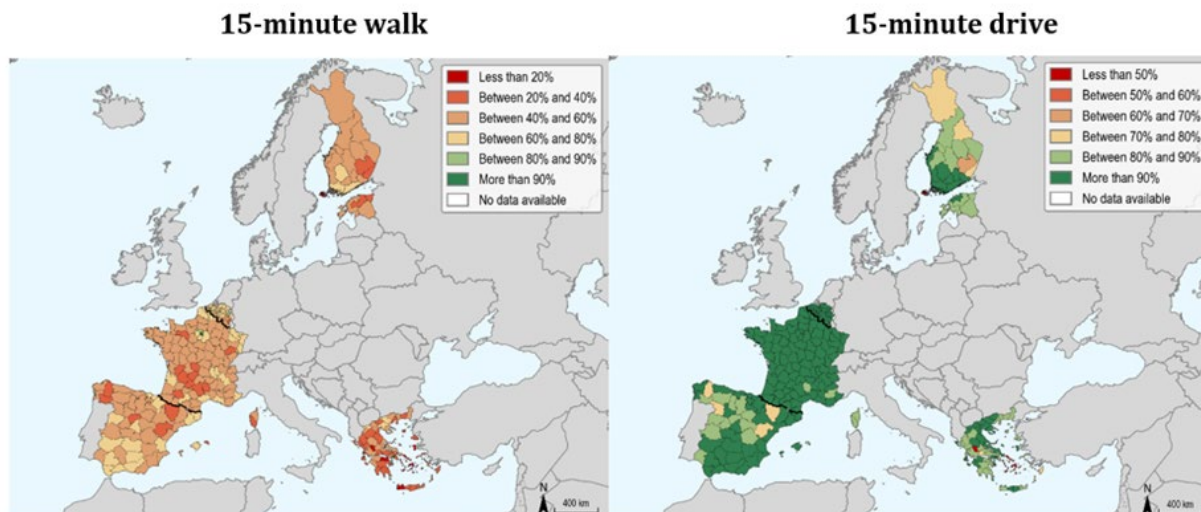 15-minute walk
Less than 20%
Between 20% and 40%
Between 40% and 60%
Between 60% and 80%
Between 80% and 90%
More than 90%
No data available
N
400 km
15-minute drive
Less than 50%
Between 50% and 60%
Between 60% and 70%
Between 70% and 80%
Between 80% and 90%
More than 90%
No data available
N
400 km